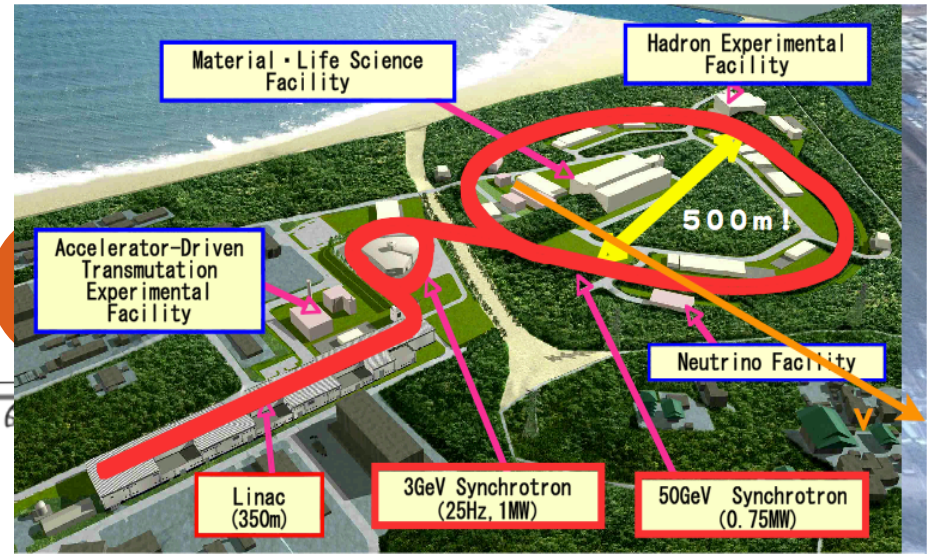 Hadron Experimental
Facility
Material・Life Science
Facility
500m!
Accelerator-Driven
Transmutation
Experimental
Facility
Neutrino Facility
ν
Linac
(350m)
3GeV Synchrotron
(25Hz,1MW)
50GeV Synchrotron
(0.75MW)